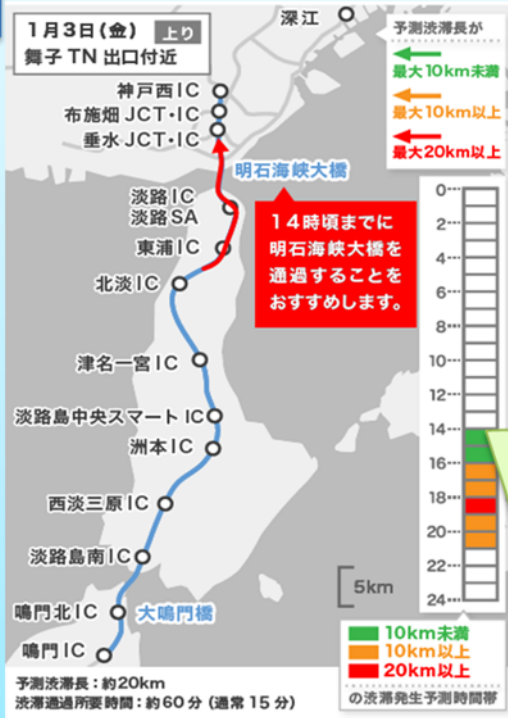 1月3日(金) 上り
舞子TN出口付近
深江
予測渋滞長が
最大10km未満
最大10km以上
最大20km以上
神戸西IC
布施畑JCT・IC
垂水JCT・IC
明石海峡大橋
淡路IC
淡路SA
東浦IC
北淡IC
14時頃までに
明石海峡大橋を
通過することを
おすすめします。
津名一宮IC
淡路島中央スマートIC
洲本IC
西淡三原IC
淡路島南IC
鳴門北IC
大鳴門橋
鳴門IC
0
2
4
6
8
10
12
14
16
18
20
22
24
5km
10km未満
10km以上
20km以上
の渋滞発生予測時間帯
予測渋滞長:約20km
渋滞通過所要時間:約60分(通常15分)